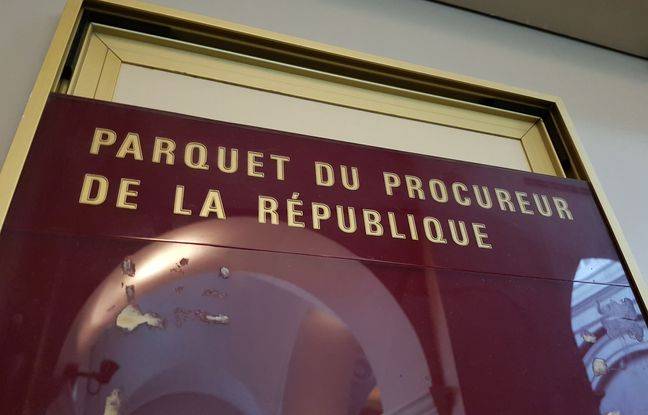 PARQUET DU PROCUREUR
DE LA RÉPUBLIQUE